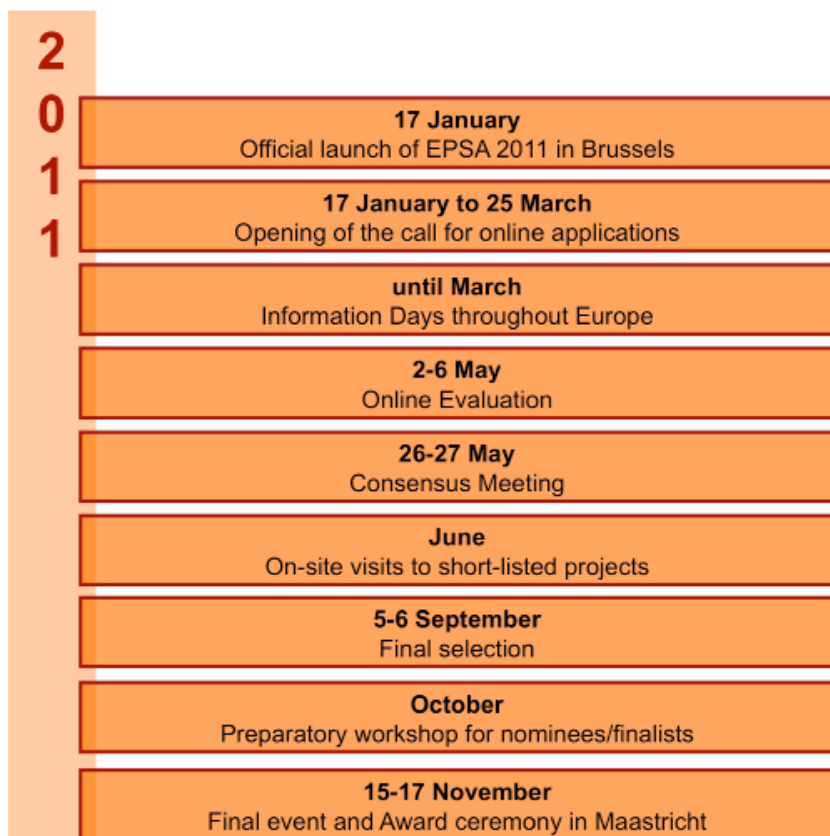 2
0
1
1
17 January
Official launch of EPSA 2011 in Brussels
17 January to 25 March
Opening of the call for online applications
until March
Information Days throughout Europe
2-6 May
Online Evaluation
26-27 May
Consensus Meeting
June
On-site visits to short-listed projects
5-6 September
Final selection
October
Preparatory workshop for nominees/finalists
15-17 November
Final event and Award ceremony in Maastricht